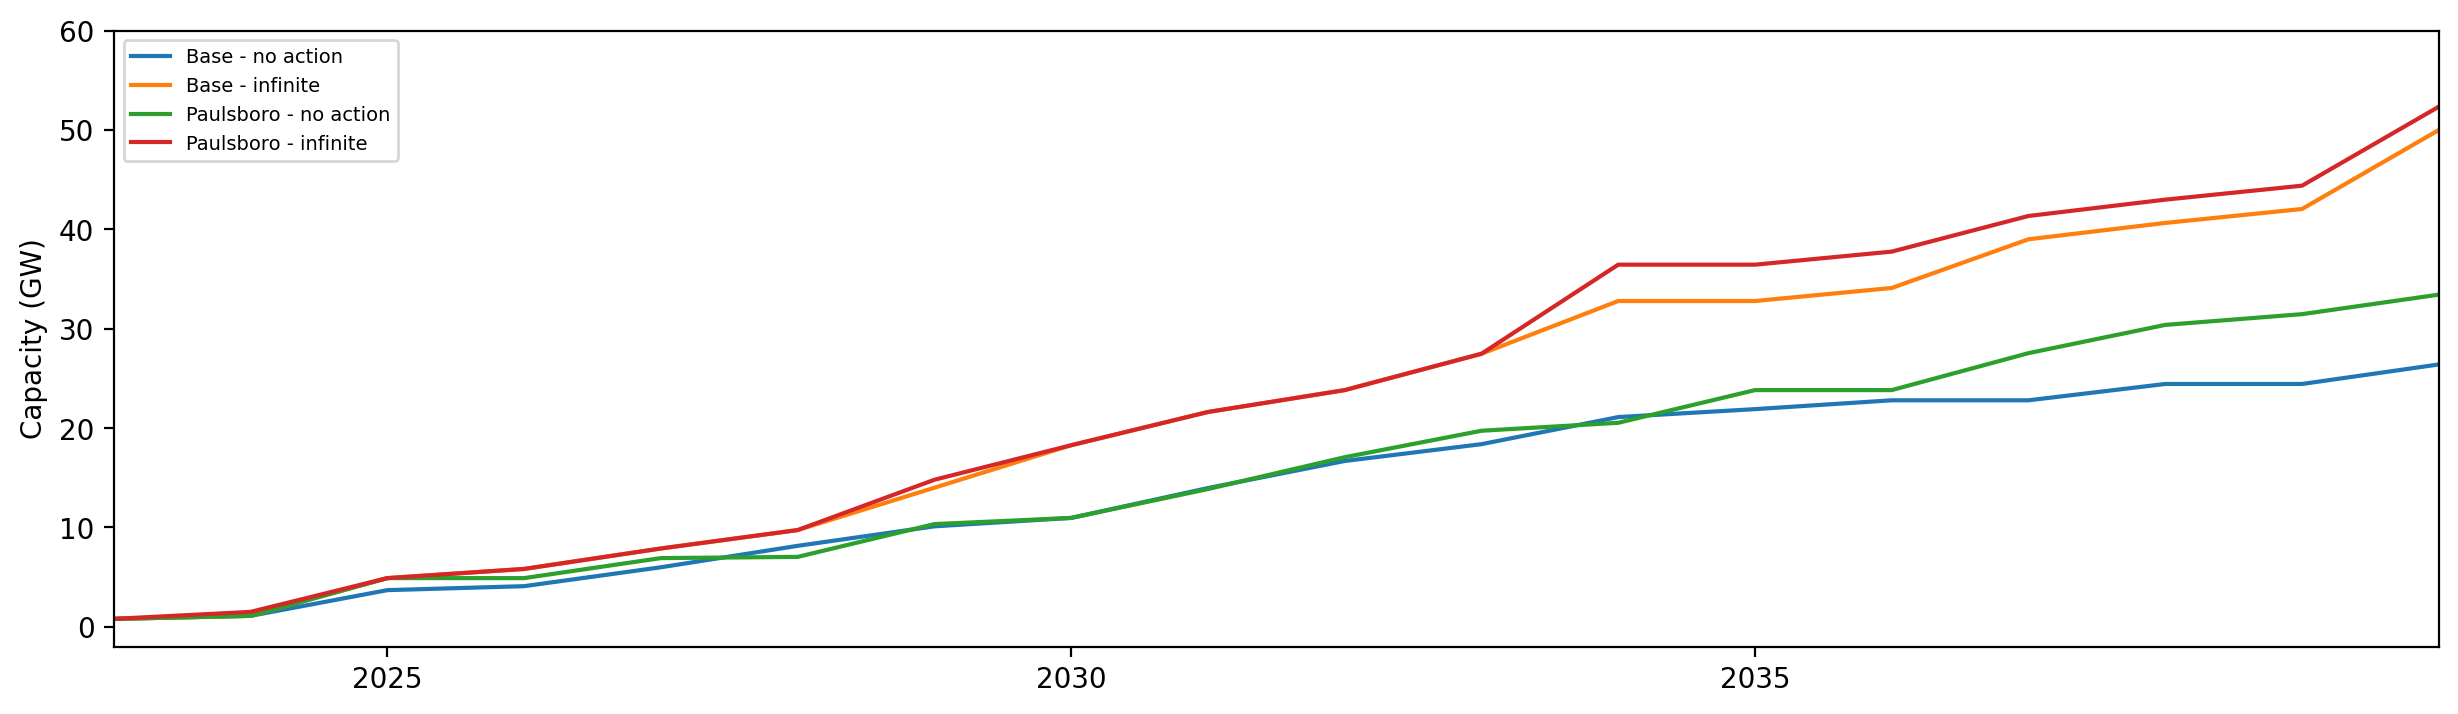 60
50
40
30
20
10
0
Capacity (GW)
Base - no action
Base - infinite
Paulsboro - no action
Paulsboro - infinite
2025
2030
2035